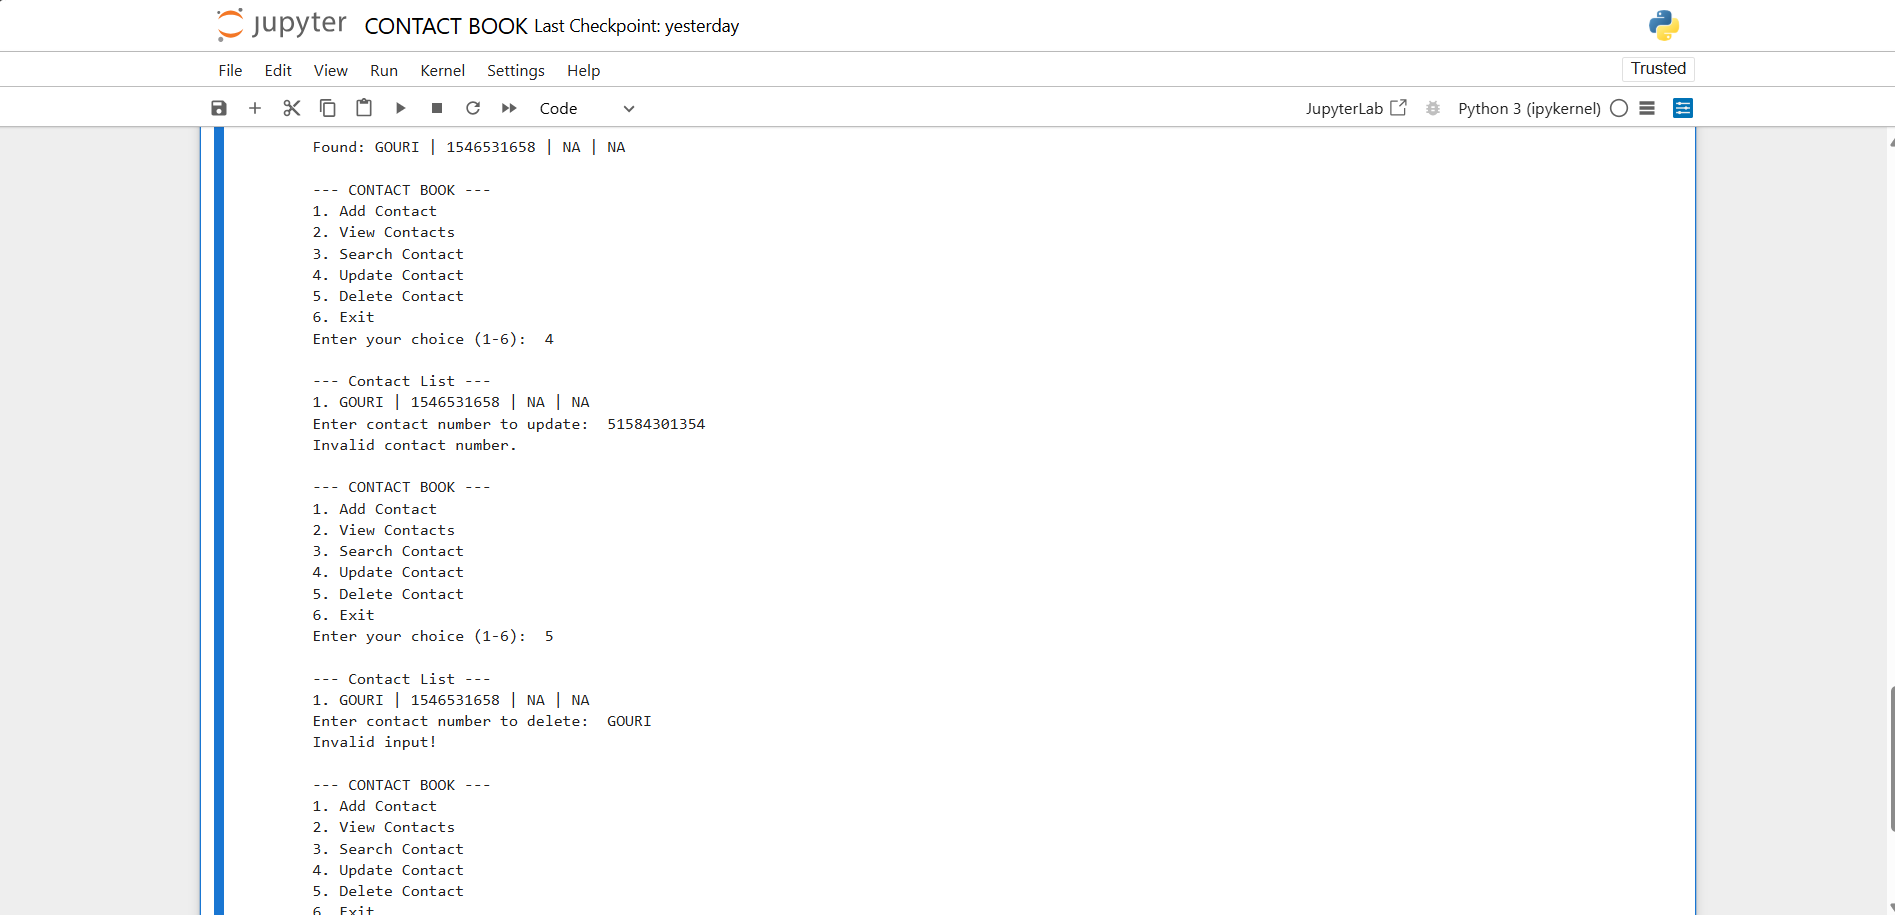 jupyter CONTACT BOOK Last Checkpoint: yesterday
File Edit View Run Kernel Settings Help
Trusted
Code
JupyterLab
Python 3 (ipykernel)
Found: GOURI | 1546531658 | NA | NA
--- CONTACT BOOK ---
1. Add Contact
2. View Contacts
3. Search Contact
4. Update Contact
5. Delete Contact
6. Exit
Enter your choice (1-6):  4
--- Contact List ---
1. GOURI | 1546531658 | NA | NA
Enter contact number to update:  51584301354
Invalid contact number.
--- CONTACT BOOK ---
1. Add Contact
2. View Contacts
3. Search Contact
4. Update Contact
5. Delete Contact
6. Exit
Enter your choice (1-6):  5
--- Contact List ---
1. GOURI | 1546531658 | NA | NA
Enter contact number to delete:  GOURI
Invalid input!
--- CONTACT BOOK ---
1. Add Contact
2. View Contacts
3. Search Contact
4. Update Contact
5. Delete Contact
6. Exit